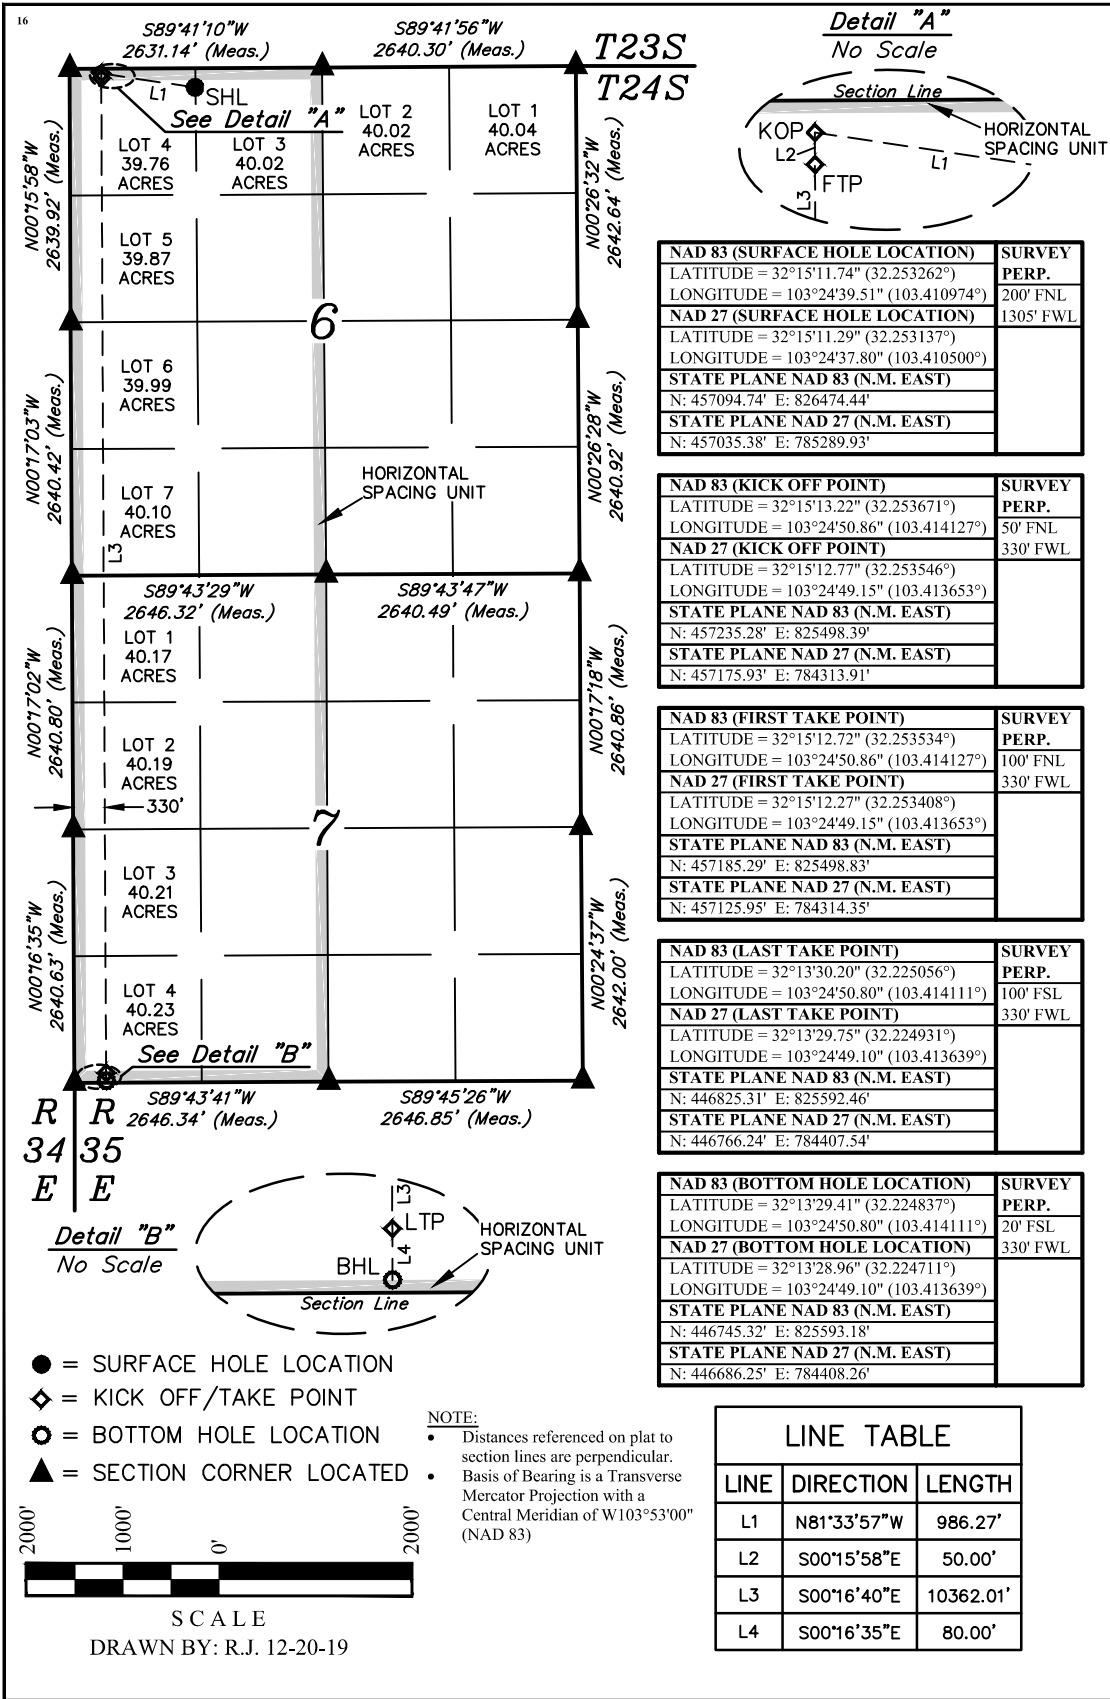 16
S89°41'10"W
2631.14' (Meas.)
S89°41'56"W
2640.30' (Meas.)
T23S
T24S
L1
SHL
See Detail "A"
LOT 4
39.76
ACRES
LOT 3
40.02
ACRES
LOT 2
40.02
ACRES
LOT 1
40.04
ACRES
N00°15'58"W
2639.92' (Meas.)
N00°26'32"W
2642.64' (Meas.)
LOT 5
39.87
ACRES
6
LOT 6
39.99
ACRES
N00°17'03"W
2640.42' (Meas.)
N00°26'28"W
2640.92' (Meas.)
HORIZONTAL
SPACING UNIT
LOT 7
40.10
ACRES
L3
S89°43'29"W
2646.32' (Meas.)
S89°43'47"W
2640.49' (Meas.)
LOT 1
40.17
ACRES
N00°17'02"W
2640.80' (Meas.)
N00°17'18"W
2640.86' (Meas.)
LOT 2
40.19
ACRES
330'
7
LOT 3
40.21
ACRES
N00°16'35"W
2640.63' (Meas.)
N00°24'37"W
2642.00' (Meas.)
LOT 4
40.23
ACRES
See Detail "B"
S89°43'41"W
2646.34' (Meas.)
S89°45'26"W
2646.85' (Meas.)
R R
34 35
E E
Detail "A"
No Scale
Section Line
KOP
L2
L1
FTP
L3
HORIZONTAL
SPACING UNIT
NAD 83 (SURFACE HOLE LOCATION)
LATITUDE = 32°15'11.74" (32.253262°)
LONGITUDE = 103°24'39.51" (103.410974°)
NAD 27 (SURFACE HOLE LOCATION)
LATITUDE = 32°15'11.29" (32.253137°)
LONGITUDE = 103°24'37.80" (103.410500°)
STATE PLANE NAD 83 (N.M. EAST)
N: 457094.74' E: 826474.44'
STATE PLANE NAD 27 (N.M. EAST)
N: 457035.38' E: 785289.93'
SURVEY
PERP.
200' FNL
1305' FWL
NAD 83 (KICK OFF POINT)
LATITUDE = 32°15'13.22" (32.253671°)
LONGITUDE = 103°24'50.86" (103.414127°)
NAD 27 (KICK OFF POINT)
LATITUDE = 32°15'12.77" (32.253546°)
LONGITUDE = 103°24'49.15" (103.413653°)
STATE PLANE NAD 83 (N.M. EAST)
N: 457235.28' E: 825498.39'
STATE PLANE NAD 27 (N.M. EAST)
N: 457175.93' E: 784313.91'
SURVEY
PERP.
50' FNL
330' FWL
NAD 83 (FIRST TAKE POINT)
LATITUDE = 32°15'12.72" (32.253534°)
LONGITUDE = 103°24'50.86" (103.414127°)
NAD 27 (FIRST TAKE POINT)
LATITUDE = 32°15'12.27" (32.253408°)
LONGITUDE = 103°24'49.15" (103.413653°)
STATE PLANE NAD 83 (N.M. EAST)
N: 457185.29' E: 825498.83'
STATE PLANE NAD 27 (N.M. EAST)
N: 457125.95' E: 784314.35'
SURVEY
PERP.
100' FNL
330' FWL
NAD 83 (LAST TAKE POINT)
LATITUDE = 32°13'30.20" (32.225056°)
LONGITUDE = 103°24'50.80" (103.414111°)
NAD 27 (LAST TAKE POINT)
LATITUDE = 32°13'29.75" (32.224931°)
LONGITUDE = 103°24'49.10" (103.413639°)
STATE PLANE NAD 83 (N.M. EAST)
N: 446825.31' E: 825592.46'
STATE PLANE NAD 27 (N.M. EAST)
N: 446766.24' E: 784407.54'
SURVEY
PERP.
100' FSL
330' FWL
NAD 83 (BOTTOM HOLE LOCATION)
LATITUDE = 32°13'29.41" (32.224837°)
LONGITUDE = 103°24'50.80" (103.414111°)
NAD 27 (BOTTOM HOLE LOCATION)
LATITUDE = 32°13'28.96" (32.224711°)
LONGITUDE = 103°24'49.10" (103.413639°)
STATE PLANE NAD 83 (N.M. EAST)
N: 446745.32' E: 825593.18'
STATE PLANE NAD 27 (N.M. EAST)
N: 446686.25' E: 784408.26'
SURVEY
PERP.
20' FSL
330' FWL
Detail "B"
No Scale
L3
LTP
L4
BHL
Section Line
HORIZONTAL
SPACING UNIT
= SURFACE HOLE LOCATION
= KICK OFF/TAKE POINT
= BOTTOM HOLE LOCATION
= SECTION CORNER LOCATED
NOTE:
• Distances referenced on plat to
section lines are perpendicular.
• Basis of Bearing is a Transverse
Mercator Projection with a
Central Meridian of W103°53'00"
(NAD 83)
2000' 1000' 0' 2000'
SCALE
DRAWN BY: R.J. 12-20-19
LINE TABLE
LINE DIRECTION LENGTH
L1 N81°33'57"W 986.27'
L2 S00°15'58"E 50.00'
L3 S00°16'40"E 10362.01'
L4 S00°16'35"E 80.00'